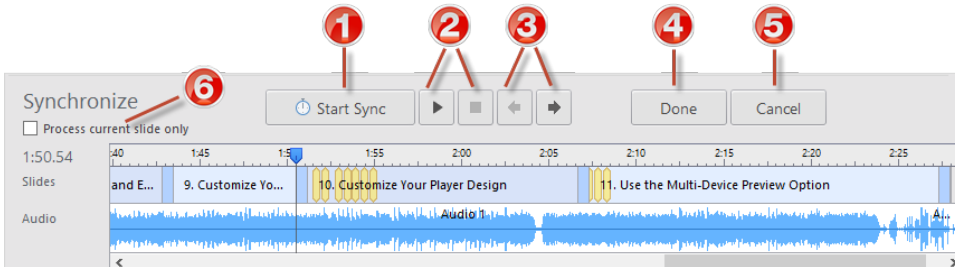 1 2 3 4 5
6
Synchronize
Start Sync
Done
Cancel
Process current slide only
1:50.54
:40 1:45 1:5 1:55 2:00 2:05 2:10 2:15 2:20 2:25
Slides
and E... 9. Customize Yo... 10. Customize Your Player Design 11. Use the Multi-Device Preview Option
Audio
Audio 1
A...